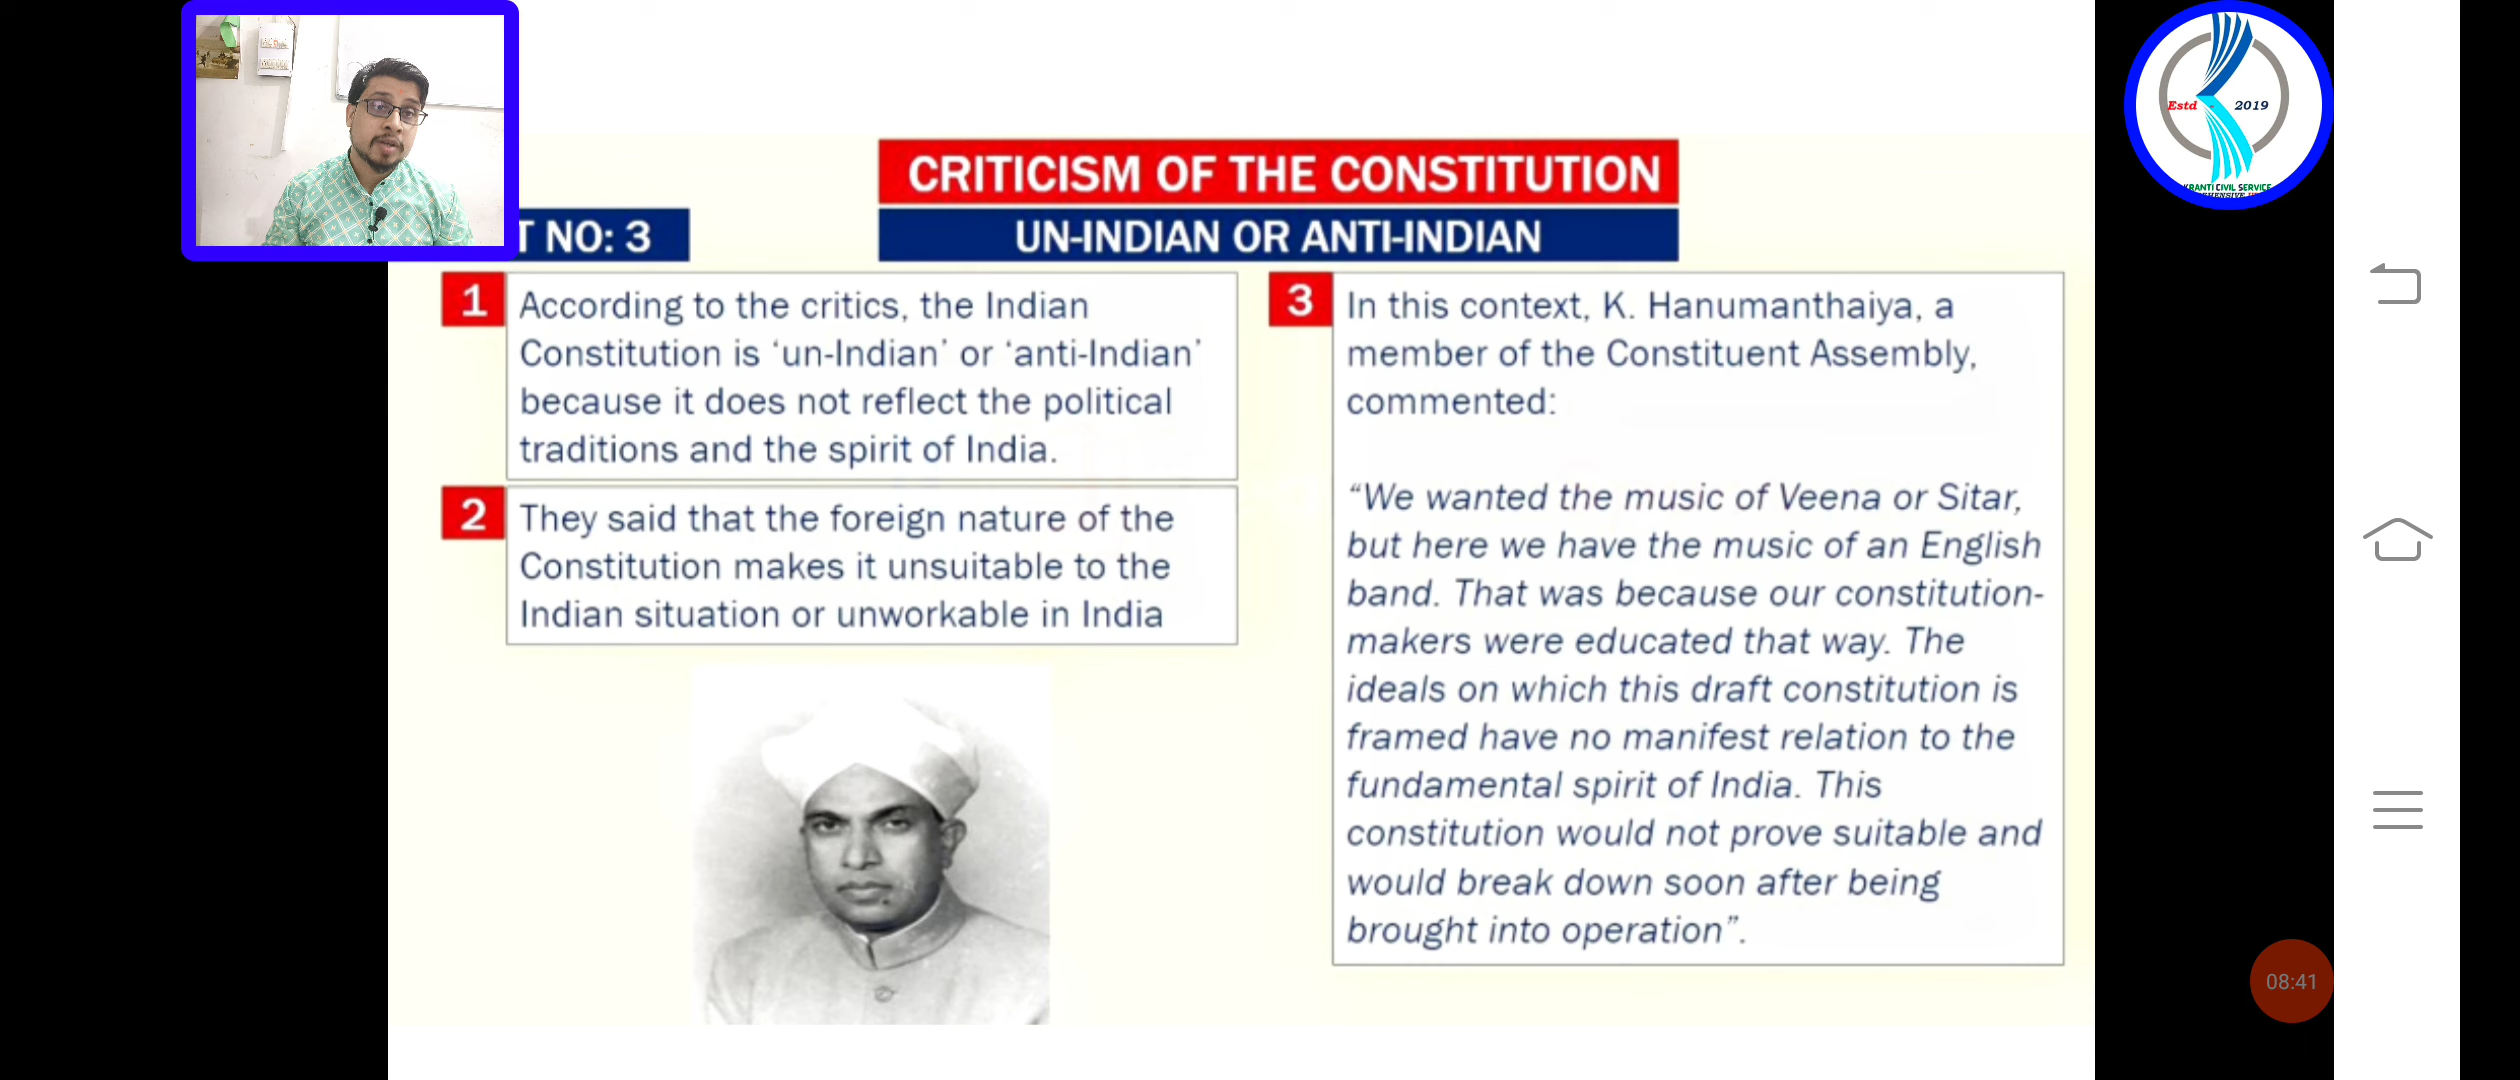 CRITICISM OF THE CONSTITUTION
T NO: 3
UN-INDIAN OR ANTI-INDIAN
1
According to the critics, the Indian
Constitution is ‘un-Indian’ or ‘anti-Indian’
because it does not reflect the political
traditions and the spirit of India.
2
They said that the foreign nature of the
Constitution makes it unsuitable to the
Indian situation or unworkable in India
3
In this context, K. Hanumanthaiya, a
member of the Constituent Assembly,
commented:
“We wanted the music of Veena or Sitar,
but here we have the music of an English
band. That was because our constitution-
makers were educated that way. The
ideals on which this draft constitution is
framed have no manifest relation to the
fundamental spirit of India. This
constitution would not prove suitable and
would break down soon after being
brought into operation”.
Estd - 2019
KRANTI CIVIL SERVICE
08:41